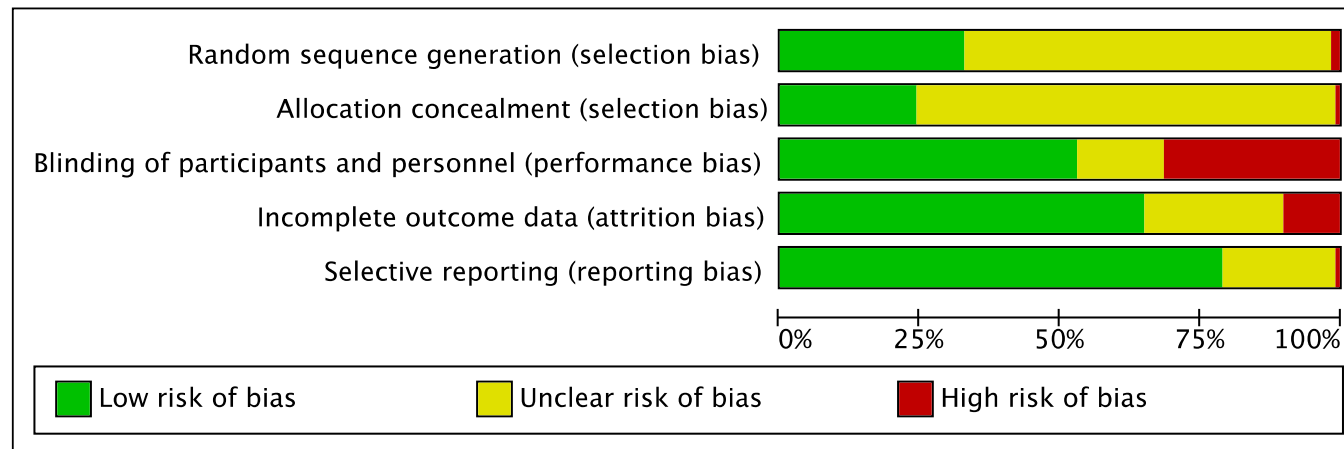 Random sequence generation (selection bias)
Allocation concealment (selection bias)
Blinding of participants and personnel (performance bias)
Incomplete outcome data (attrition bias)
Selective reporting (reporting bias)
0% 25% 50% 75% 100%
Low risk of bias Unclear risk of bias High risk of bias